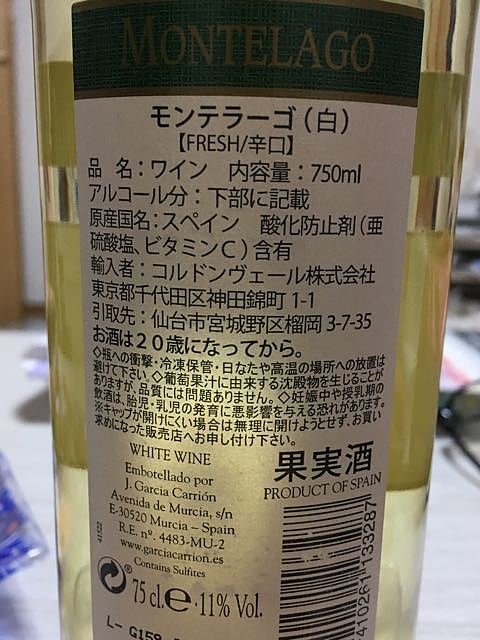 MONTELAGO
モンテラーゴ(白)
【FRESH/辛口】
品 名:ワイン 内容量:750ml
アルコール分:下部に記載
原産国名:スペイン 酸化防止剤(亜
硫酸塩、ビタミンC)含有
輸入者:コルドンヴェール株式会社
東京都千代田区神田錦町1-1
引取先:仙台市宮城野区榴岡3-7-35
お酒は20歳になってから。
◇瓶への衝撃・冷凍保管・日なたや高温の場所への放置は
避けて下さい。◇葡萄果汁に由来する沈殿物を生じることが
ありますが、品質には問題ありません。◇妊娠中や授乳期の
飲酒は、胎児・乳児の発育に悪影響を与える恐れがあります。
※キャップが開けにくい場合は無理に開けようとせず、お買い
求めになった販売店へお申し付け下さい。
WHITE WINE
Embotellado por
J. García Carrión
Avenida de Murcia, s/n
E-30520 Murcia – Spain
R.E. nº. 4483-MU-2
www.garciacarrion.es
Contains Sulfites
75 cl. e · 11% Vol.
果実酒
PRODUCT OF SPAIN
410261133287
L- G159